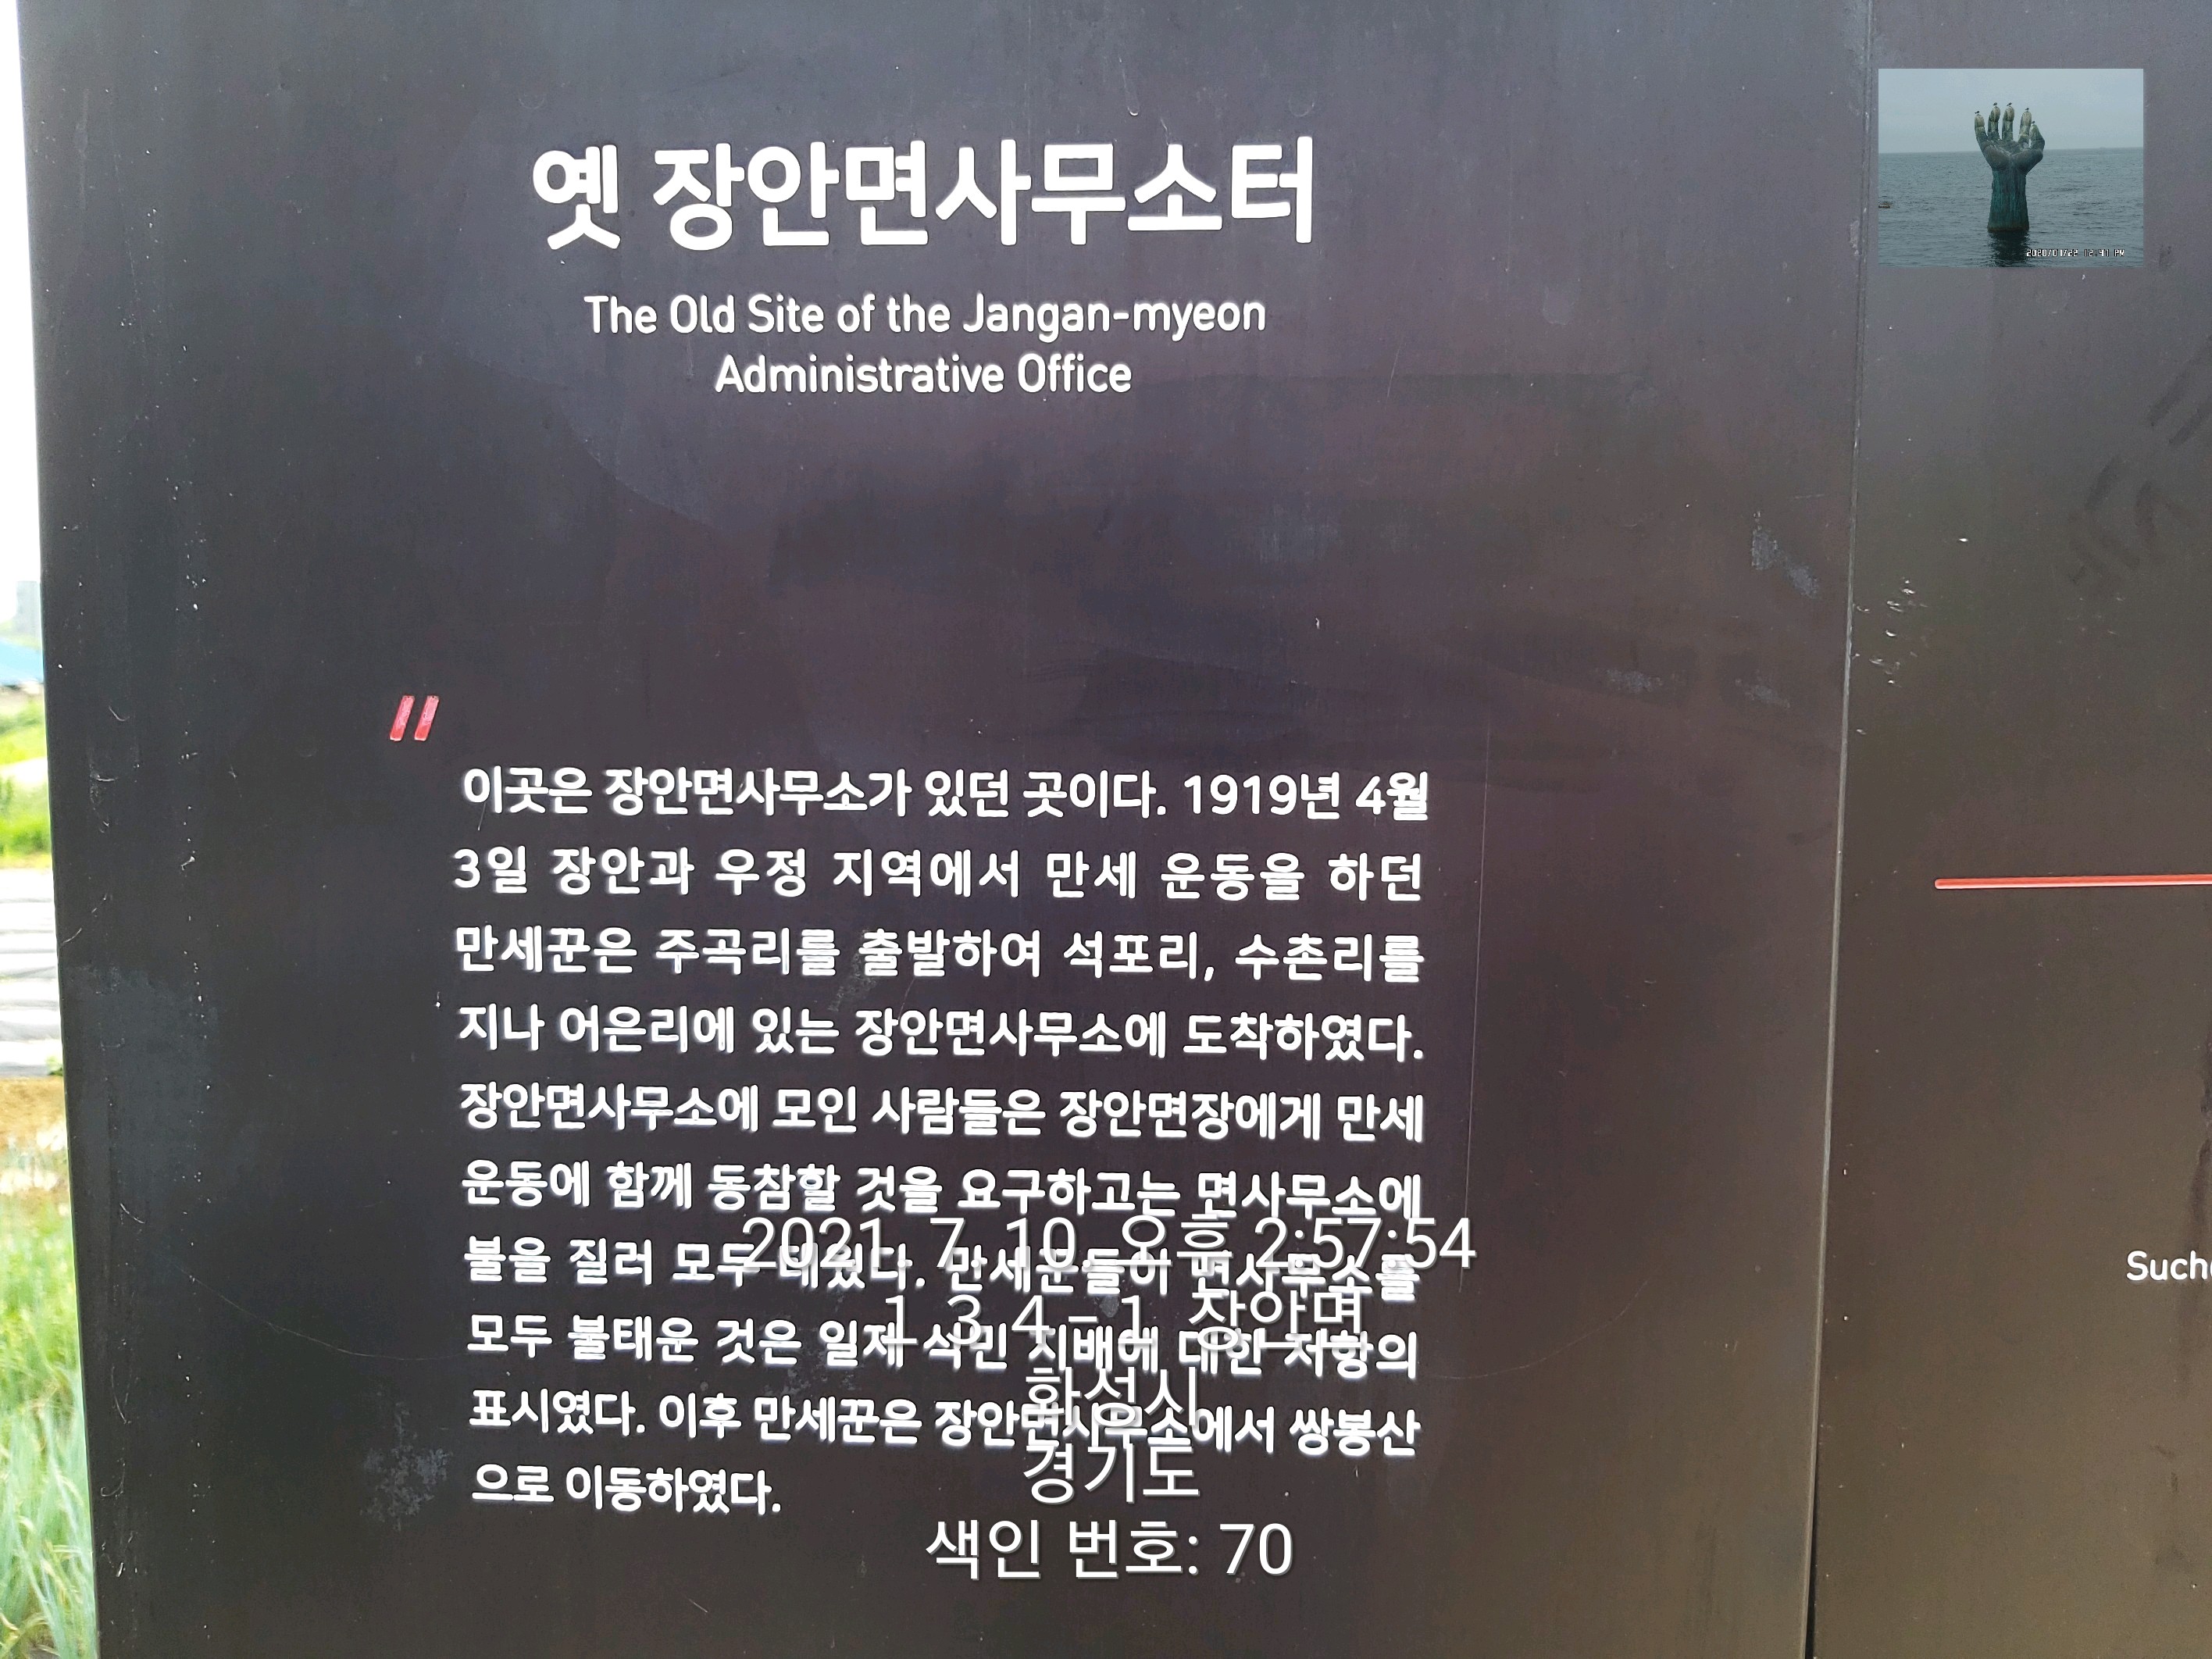 옛 장안면사무소터
The Old Site of the Jangan-myeon
Administrative Office
2020/01/22 12:41 PM
"
이곳은 장안면사무소가 있던 곳이다. 1919년 4월
3일 장안과 우정 지역에서 만세 운동을 하던
만세꾼은 주곡리를 출발하여 석포리, 수촌리를
지나 어은리에 있는 장안면사무소에 도착하였다.
장안면사무소에 모인 사람들은 장안면장에게 만세
운동에 함께 동참할 것을 요구하고는 면사무소에
불을 질러 모두 태웠다. 만세꾼들이 면사무소를
모두 불태운 것은 일제 식민 지배에 대한 저항의
표시였다. 이후 만세꾼은 장안면사무소에서 쌍봉산
으로 이동하였다.
2021. 7. 10. 오후 2:57:54
1 3 4 - 1 장안면
화성시
경기도
색인 번호: 70